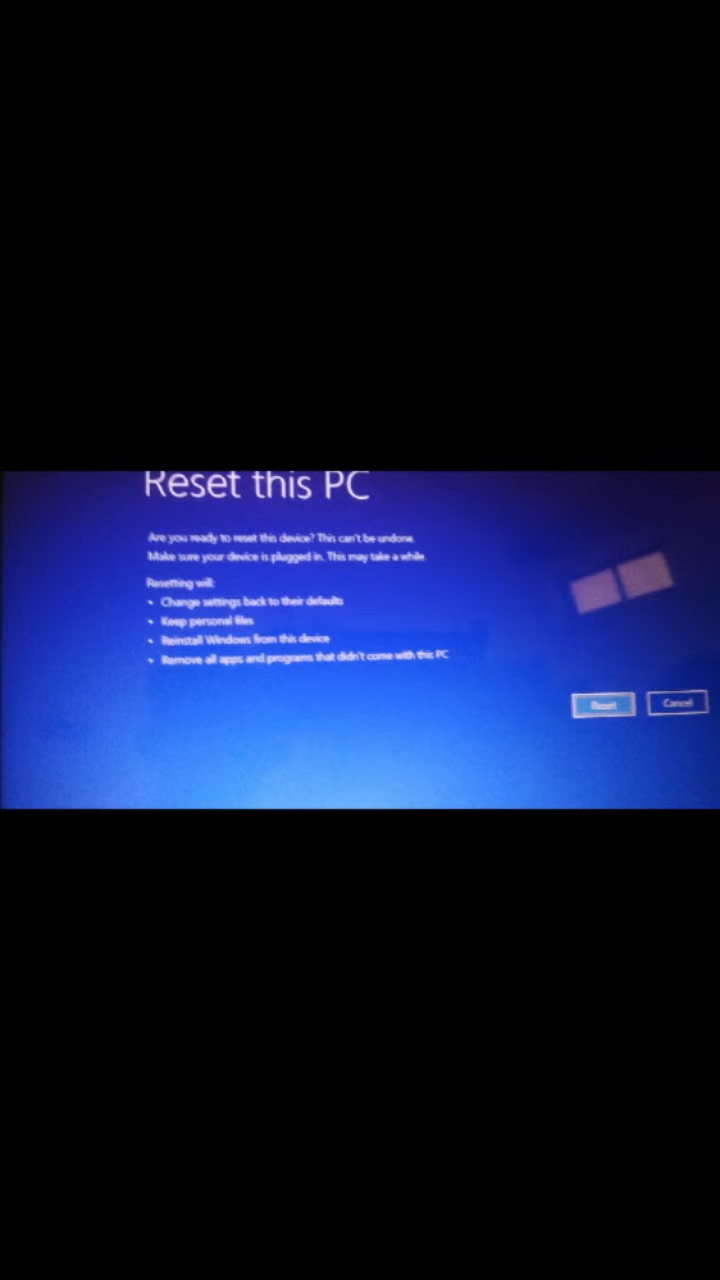 Reset this PC
Are you ready to reset this device? This can't be undone.
Make sure your device is plugged in. This may take a while.
Resetting will:
• Change settings back to their defaults
• Keep personal files
• Reinstall Windows from this device
• Remove all apps and programs that didn't come with this PC
Reset Cancel